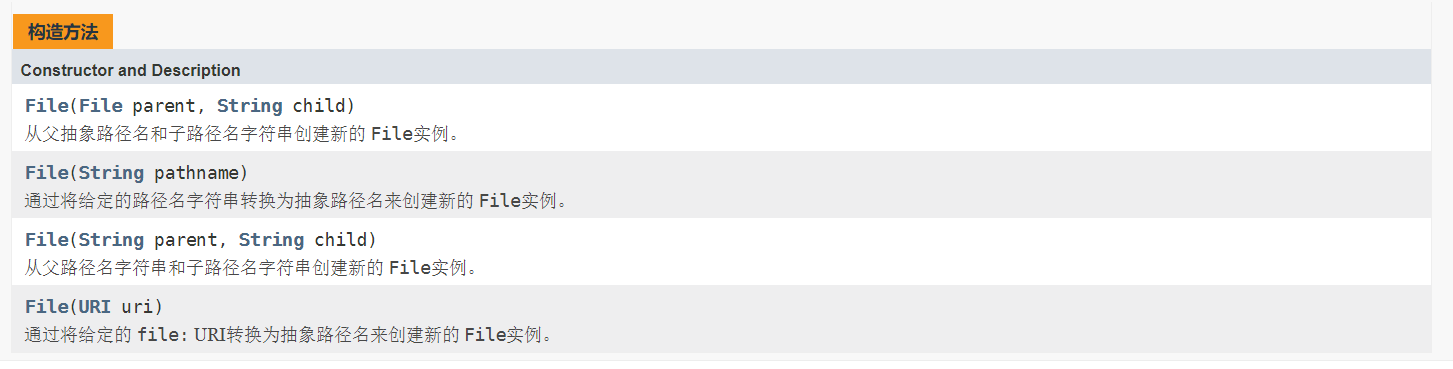 构造方法
Constructor and Description
File(File parent, String child)
从父抽象路径名和子路径名字符串创建新的 File实例。
File(String pathname)
通过将给定的路径名字符串转换为抽象路径名来创建新的 File实例。
File(String parent, String child)
从父路径名字符串和子路径名字符串创建新的 File实例。
File(URI uri)
通过将给定的 file: URI转换为抽象路径名来创建新的 File实例。